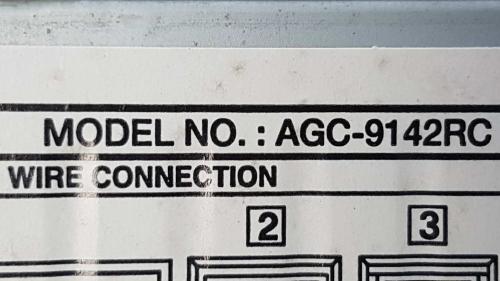 MODEL NO. : AGC-9142RC
WIRE CONNECTION
2 3